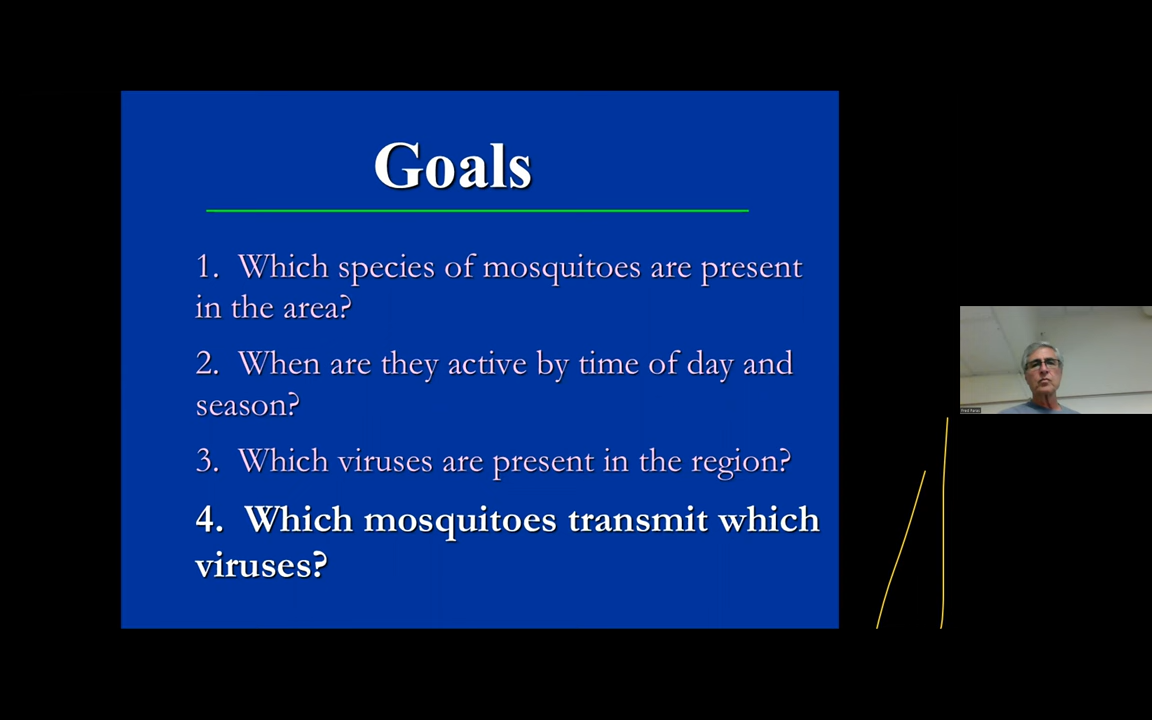 Goals
1. Which species of mosquitoes are present
in the area?
2. When are they active by time of day and
season?
3. Which viruses are present in the region?
4. Which mosquitoes transmit which
viruses?